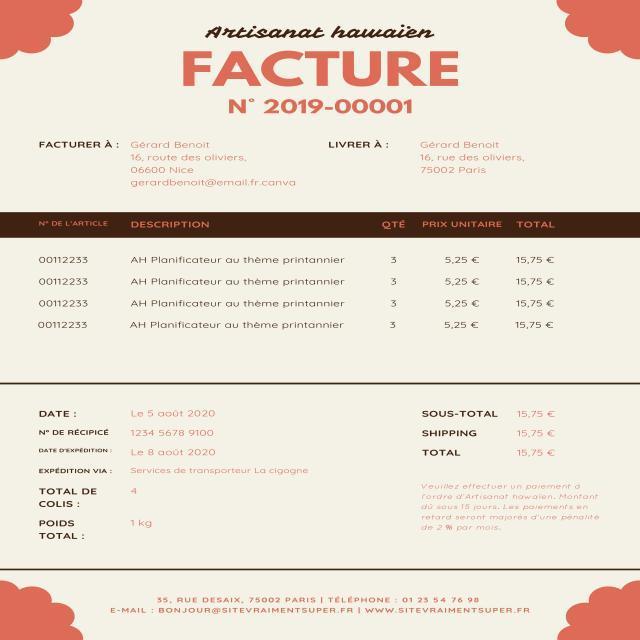 Artisanat hawaïen
FACTURE
N° 2019-00001
FACTURER À : Gérard Benoit
16, route des oliviers,
06600 Nice
gerardbenoit@email.fr.canva
LIVRER À : Gérard Benoit
16, rue des oliviers,
75002 Paris
N° DE L'ARTICLE DESCRIPTION QTÉ PRIX UNITAIRE TOTAL
00112233 AH Planificateur au thème printannier 3 5,25 € 15,75 €
00112233 AH Planificateur au thème printannier 3 5,25 € 15,75 €
00112233 AH Planificateur au thème printannier 3 5,25 € 15,75 €
00112233 AH Planificateur au thème printannier 3 5,25 € 15,75 €
DATE : Le 5 août 2020
N° DE RÉCIPICÉ 1234 5678 9100
DATE D'EXPÉDITION : Le 8 août 2020
EXPÉDITION VIA : Services de transporteur La cigogne
TOTAL DE 4
COLIS :
POIDS 1 kg
TOTAL :
SOUS-TOTAL 15,75 €
SHIPPING 15,75 €
TOTAL 15,75 €
Veuillez effectuer un paiement à
l'ordre d'Artisanat hawaïen. Montant
dû sous 15 jours. Les paiements en
retard seront majorés d'une pénalité
de 2 % par mois.
35, RUE DESAIX, 75002 PARIS | TÉLÉPHONE : 01 23 54 76 98
E-MAIL : BONJOUR@SITEVRAIMENTSUPER.FR | WWW.SITEVRAIMENTSUPER.FR